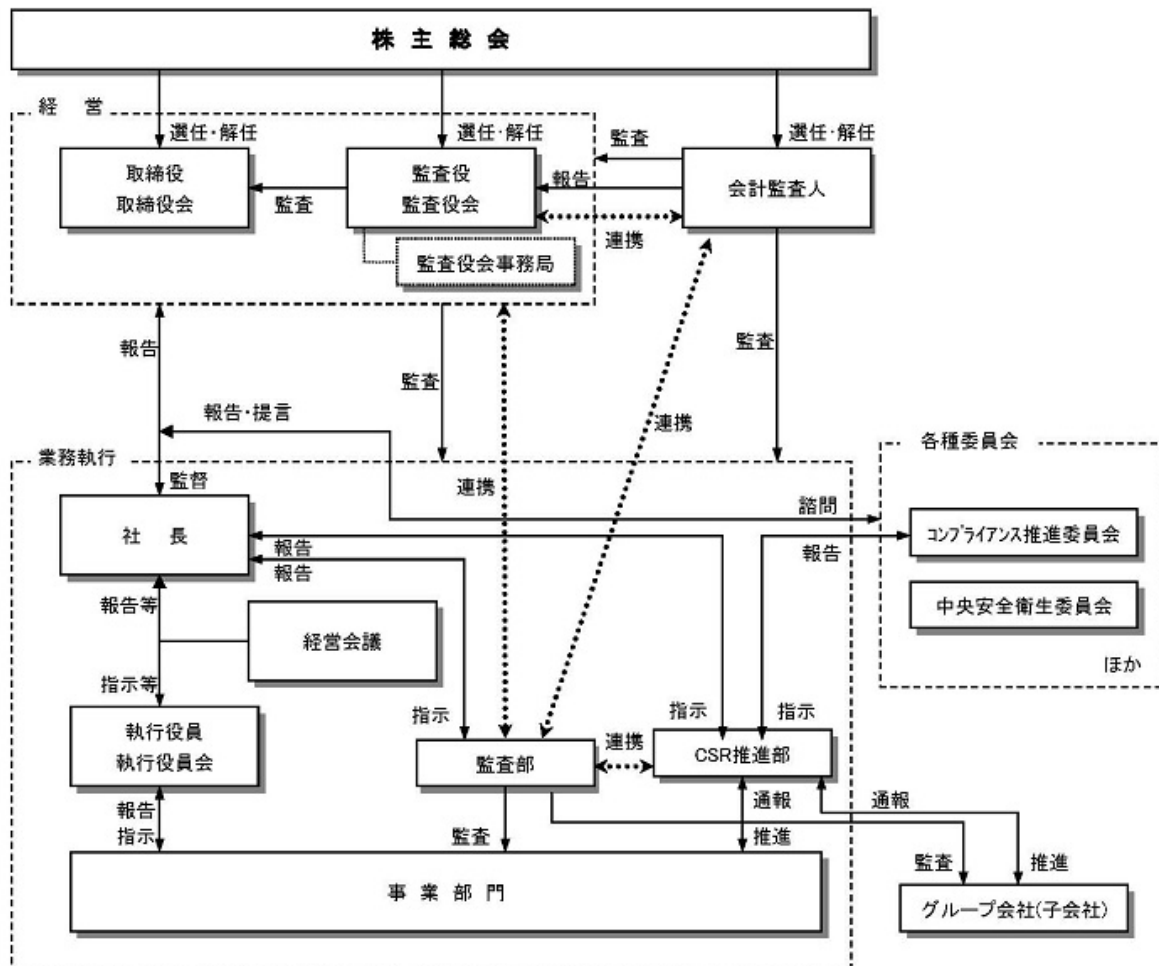 株 主 総 会
経 営
選任・解任
選任・解任
選任・解任
取締役
取締役会
監査
監査役
監査役会
監査役会事務局
監査
報告
連携
会計監査人
報告
監査
連携
連携
監査
報告・提言
業務執行
監督
社 長
報告
報告
諮問
報告
各種委員会
コンプライアンス推進委員会
中央安全衛生委員会
ほか
報告等
経営会議
指示等
執行役員
執行役員会
指示
監査部
連携
指示
指示
CSR推進部
報告
指示
監査
通報
推進
通報
監査
推進
事 業 部 門
グループ会社(子会社)